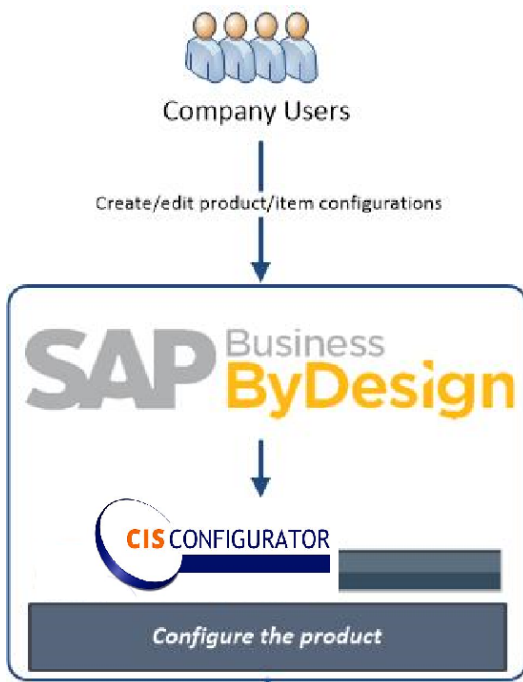 Company Users
Create/edit product/item configurations
SAP Business
ByDesign
CIS CONFIGURATOR
Configure the product